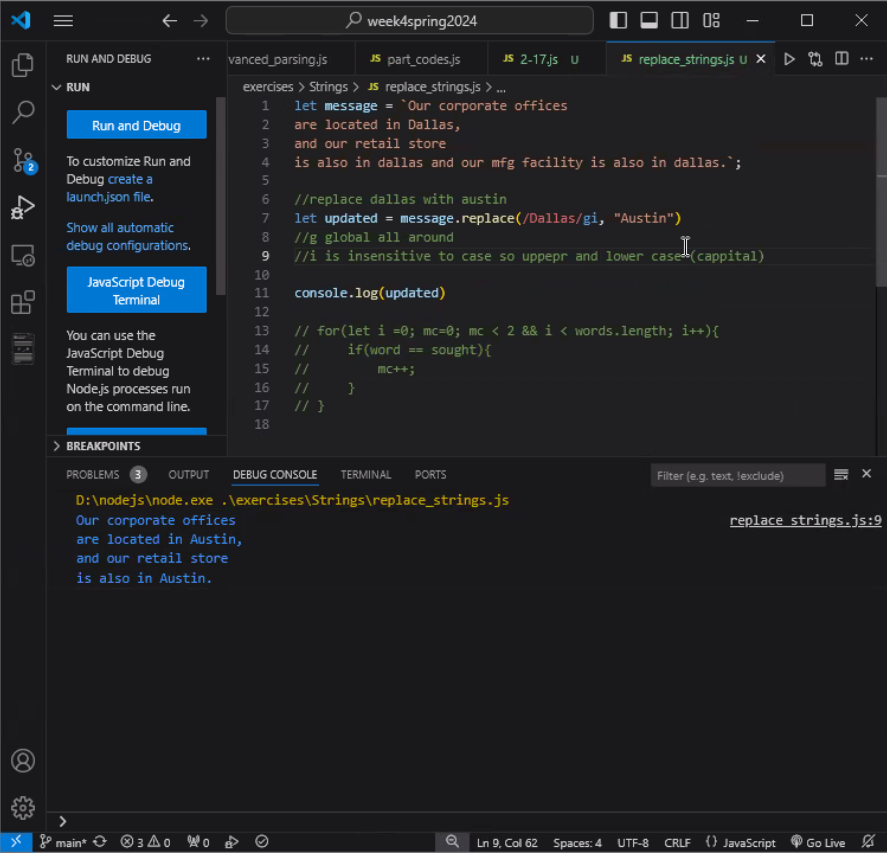 week4spring2024
RUN AND DEBUG
vanced_parsing.js
part_codes.js
2-17.js U
replace_strings.js U
RUN
exercises > Strings > JS replace_strings.js > ...
Run and Debug
To customize Run and
Debug create a
launch.json file.
Show all automatic
debug configurations.
JavaScript Debug
Terminal
You can use the
JavaScript Debug
Terminal to debug
Node.js processes run
on the command line.
BREAKPOINTS
2
1 let message = `Our corporate offices
2 are located in Dallas,
3 and our retail store
4 is also in dallas and our mfg facility is also in dallas.`;
5
6 //replace dallas with austin
7 let updated = message.replace(/Dallas/gi, "Austin")
8 //g global all around
9 //i is insensitive to case so uppepr and lower case (cappital)
10
11 console.log(updated)
12
13 // for(let i =0; mc=0; mc < 2 && i < words.length; i++){
14 //     if(word == sought){
15 //         mc++;
16 //     }
17 // }
18
PROBLEMS 3 OUTPUT DEBUG CONSOLE TERMINAL PORTS
Filter (e.g. text, !exclude)
D:\nodejs\node.exe .\exercises\Strings\replace_strings.js
Our corporate offices
replace_strings.js:9
are located in Austin,
and our retail store
is also in Austin.
main* 3 0 0 Ln 9, Col 62 Spaces: 4 UTF-8 CRLF {} JavaScript Go Live